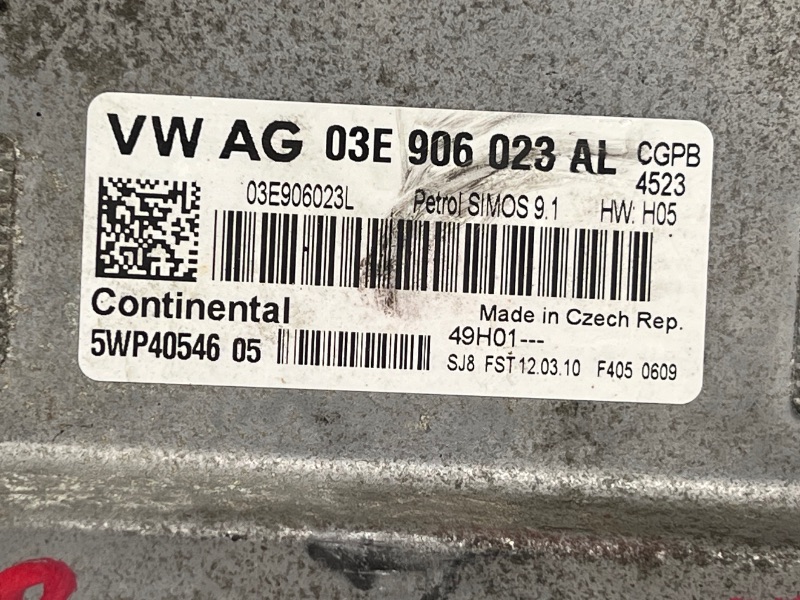 VW AG 03E 906 023 AL CGPB
4523
03E906023L Petrol SIMOS 9.1 HW: H05
Continental Made in Czech Rep.
5WP40546 05 49H01---
SJ8 FST 12.03.10 F405 0609